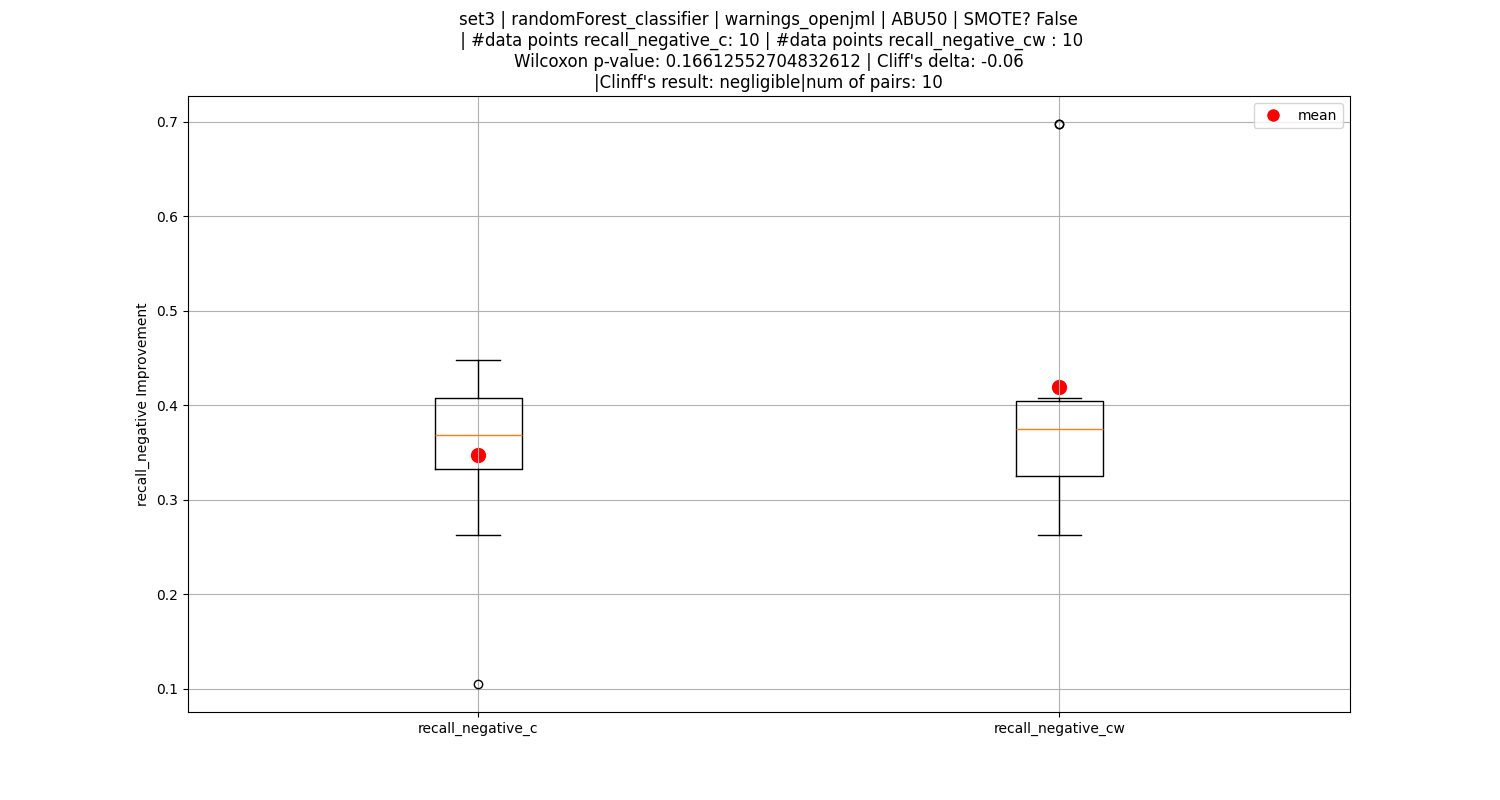 set3 | randomForest_classifier | warnings_openjml | ABU50 | SMOTE? False
| #data points recall_negative_c: 10 | #data points recall_negative_cw : 10
Wilcoxon p-value: 0.16612552704832612 | Cliff's delta: -0.06
|Clinff's result: negligible|num of pairs: 10
mean
0.7
0.6
0.5
0.4
0.3
0.2
0.1
recall_negative Improvement
recall_negative_c
recall_negative_cw